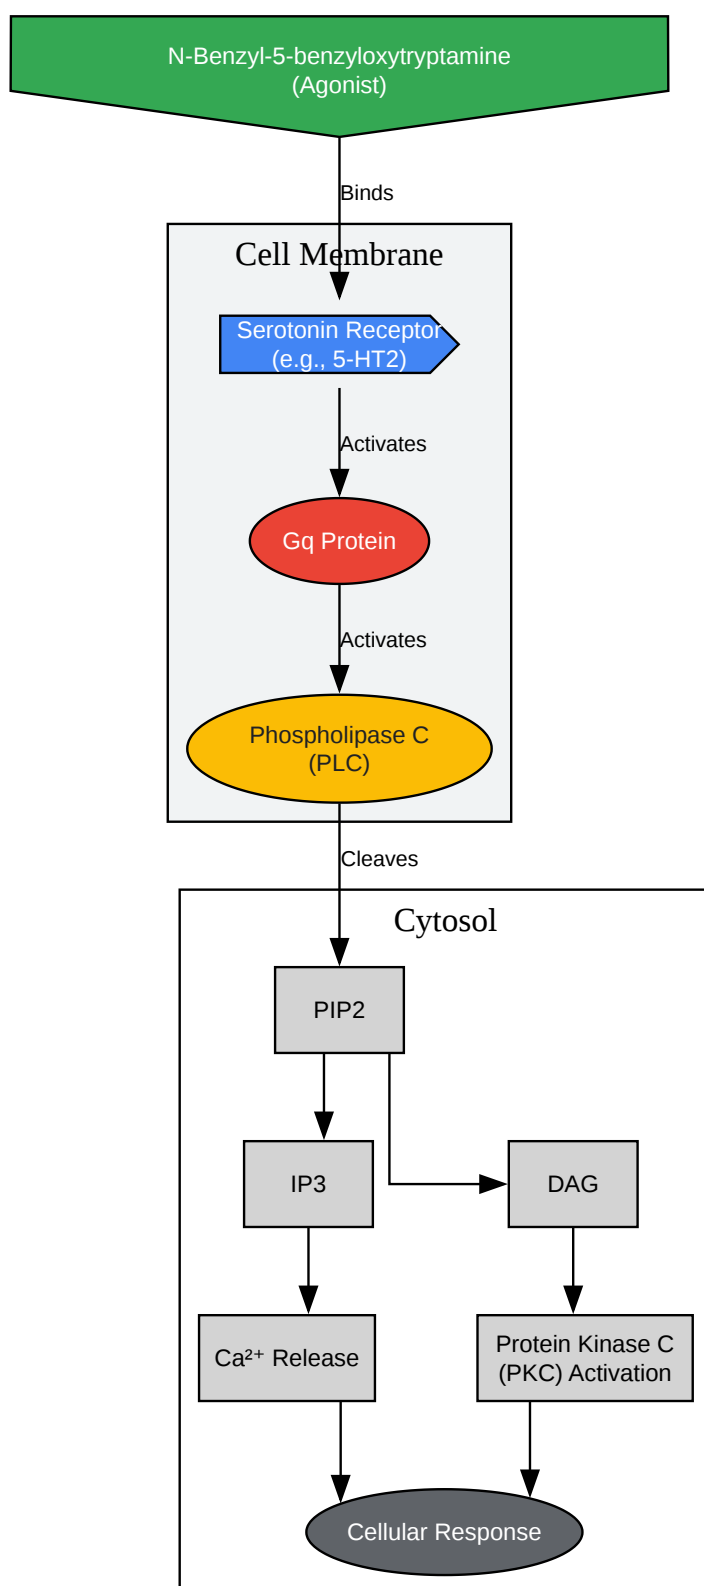 N-Benzyl-5-benzyloxytryptamine
(Agonist)
Binds
Cell Membrane
Serotonin Receptor
(e.g., 5-HT2)
Activates
Gq Protein
Activates
Phospholipase C
(PLC)
Cleaves
Cytosol
PIP2
IP3
DAG
Ca²⁺ Release
Protein Kinase C
(PKC) Activation
Cellular Response